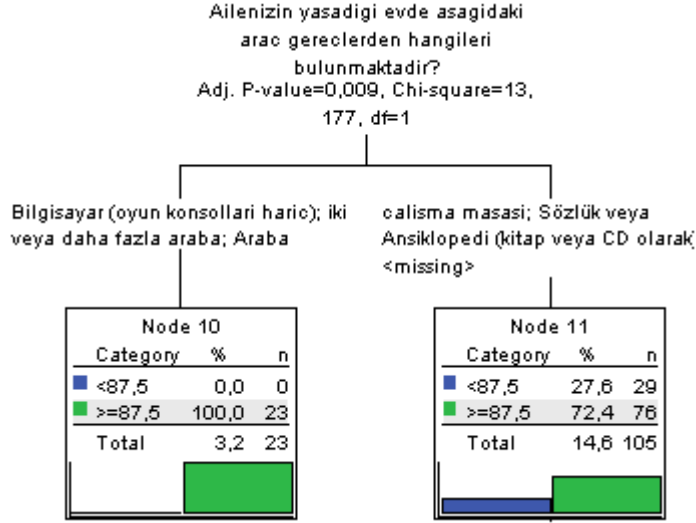 Ailenizin yasadigi evde asagidaki
arac gereclerden hangileri
bulunmaktadir?
Adj. P-value=0,009, Chi-square=13,
177, df=1
Bilgisayar (oyun konsollari haric); iki
veya daha fazla araba; Araba
calisma masasi; Sözlük veya
Ansiklopedi (kitap veya CD olarak)
<missing>
Node 10
Category % n
<87,5 0,0 0
>=87,5 100,0 23
Total 3,2 23
Node 11
Category % n
<87,5 27,6 29
>=87,5 72,4 76
Total 14,6 105